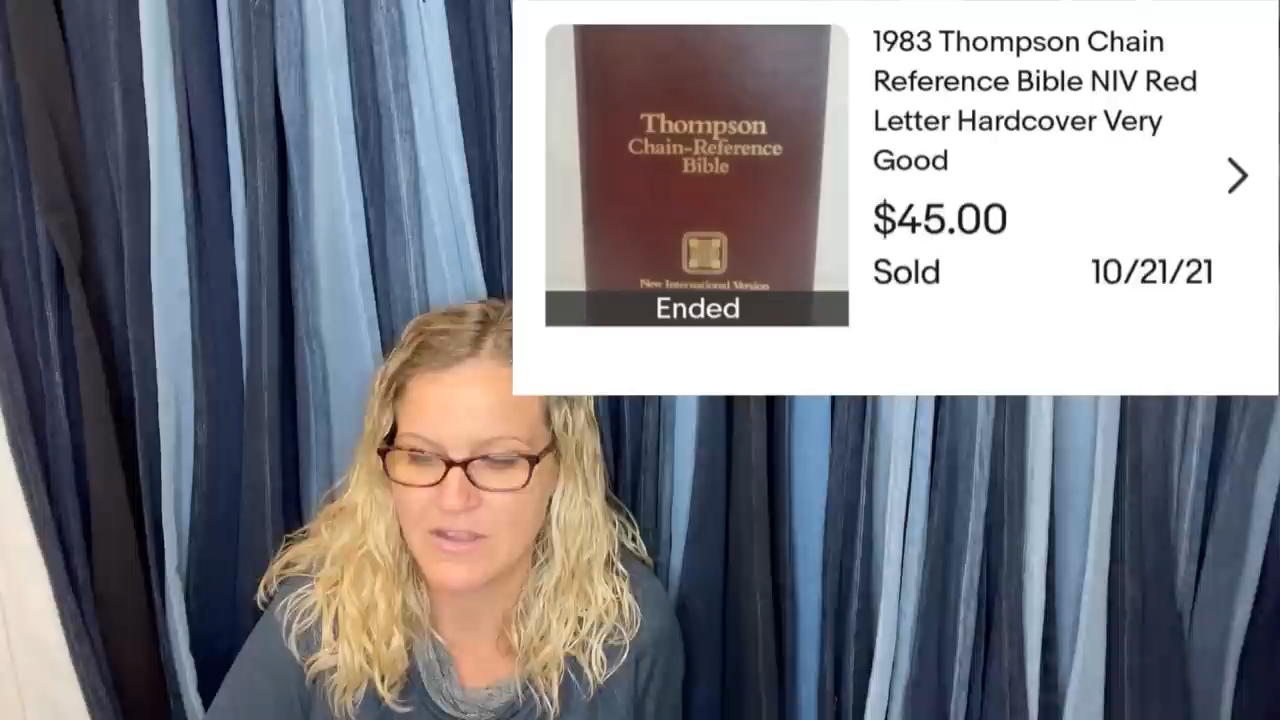 Thompson
Chain-Reference
Bible
New International Version
Ended
1983 Thompson Chain
Reference Bible NIV Red
Letter Hardcover Very
Good
$45.00
Sold 10/21/21